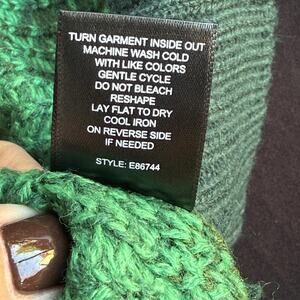 TURN GARMENT INSIDE OUT
MACHINE WASH COLD
WITH LIKE COLORS
GENTLE CYCLE
DO NOT BLEACH
RESHAPE
LAY FLAT TO DRY
COOL IRON
ON REVERSE SIDE
IF NEEDED
STYLE: E86744